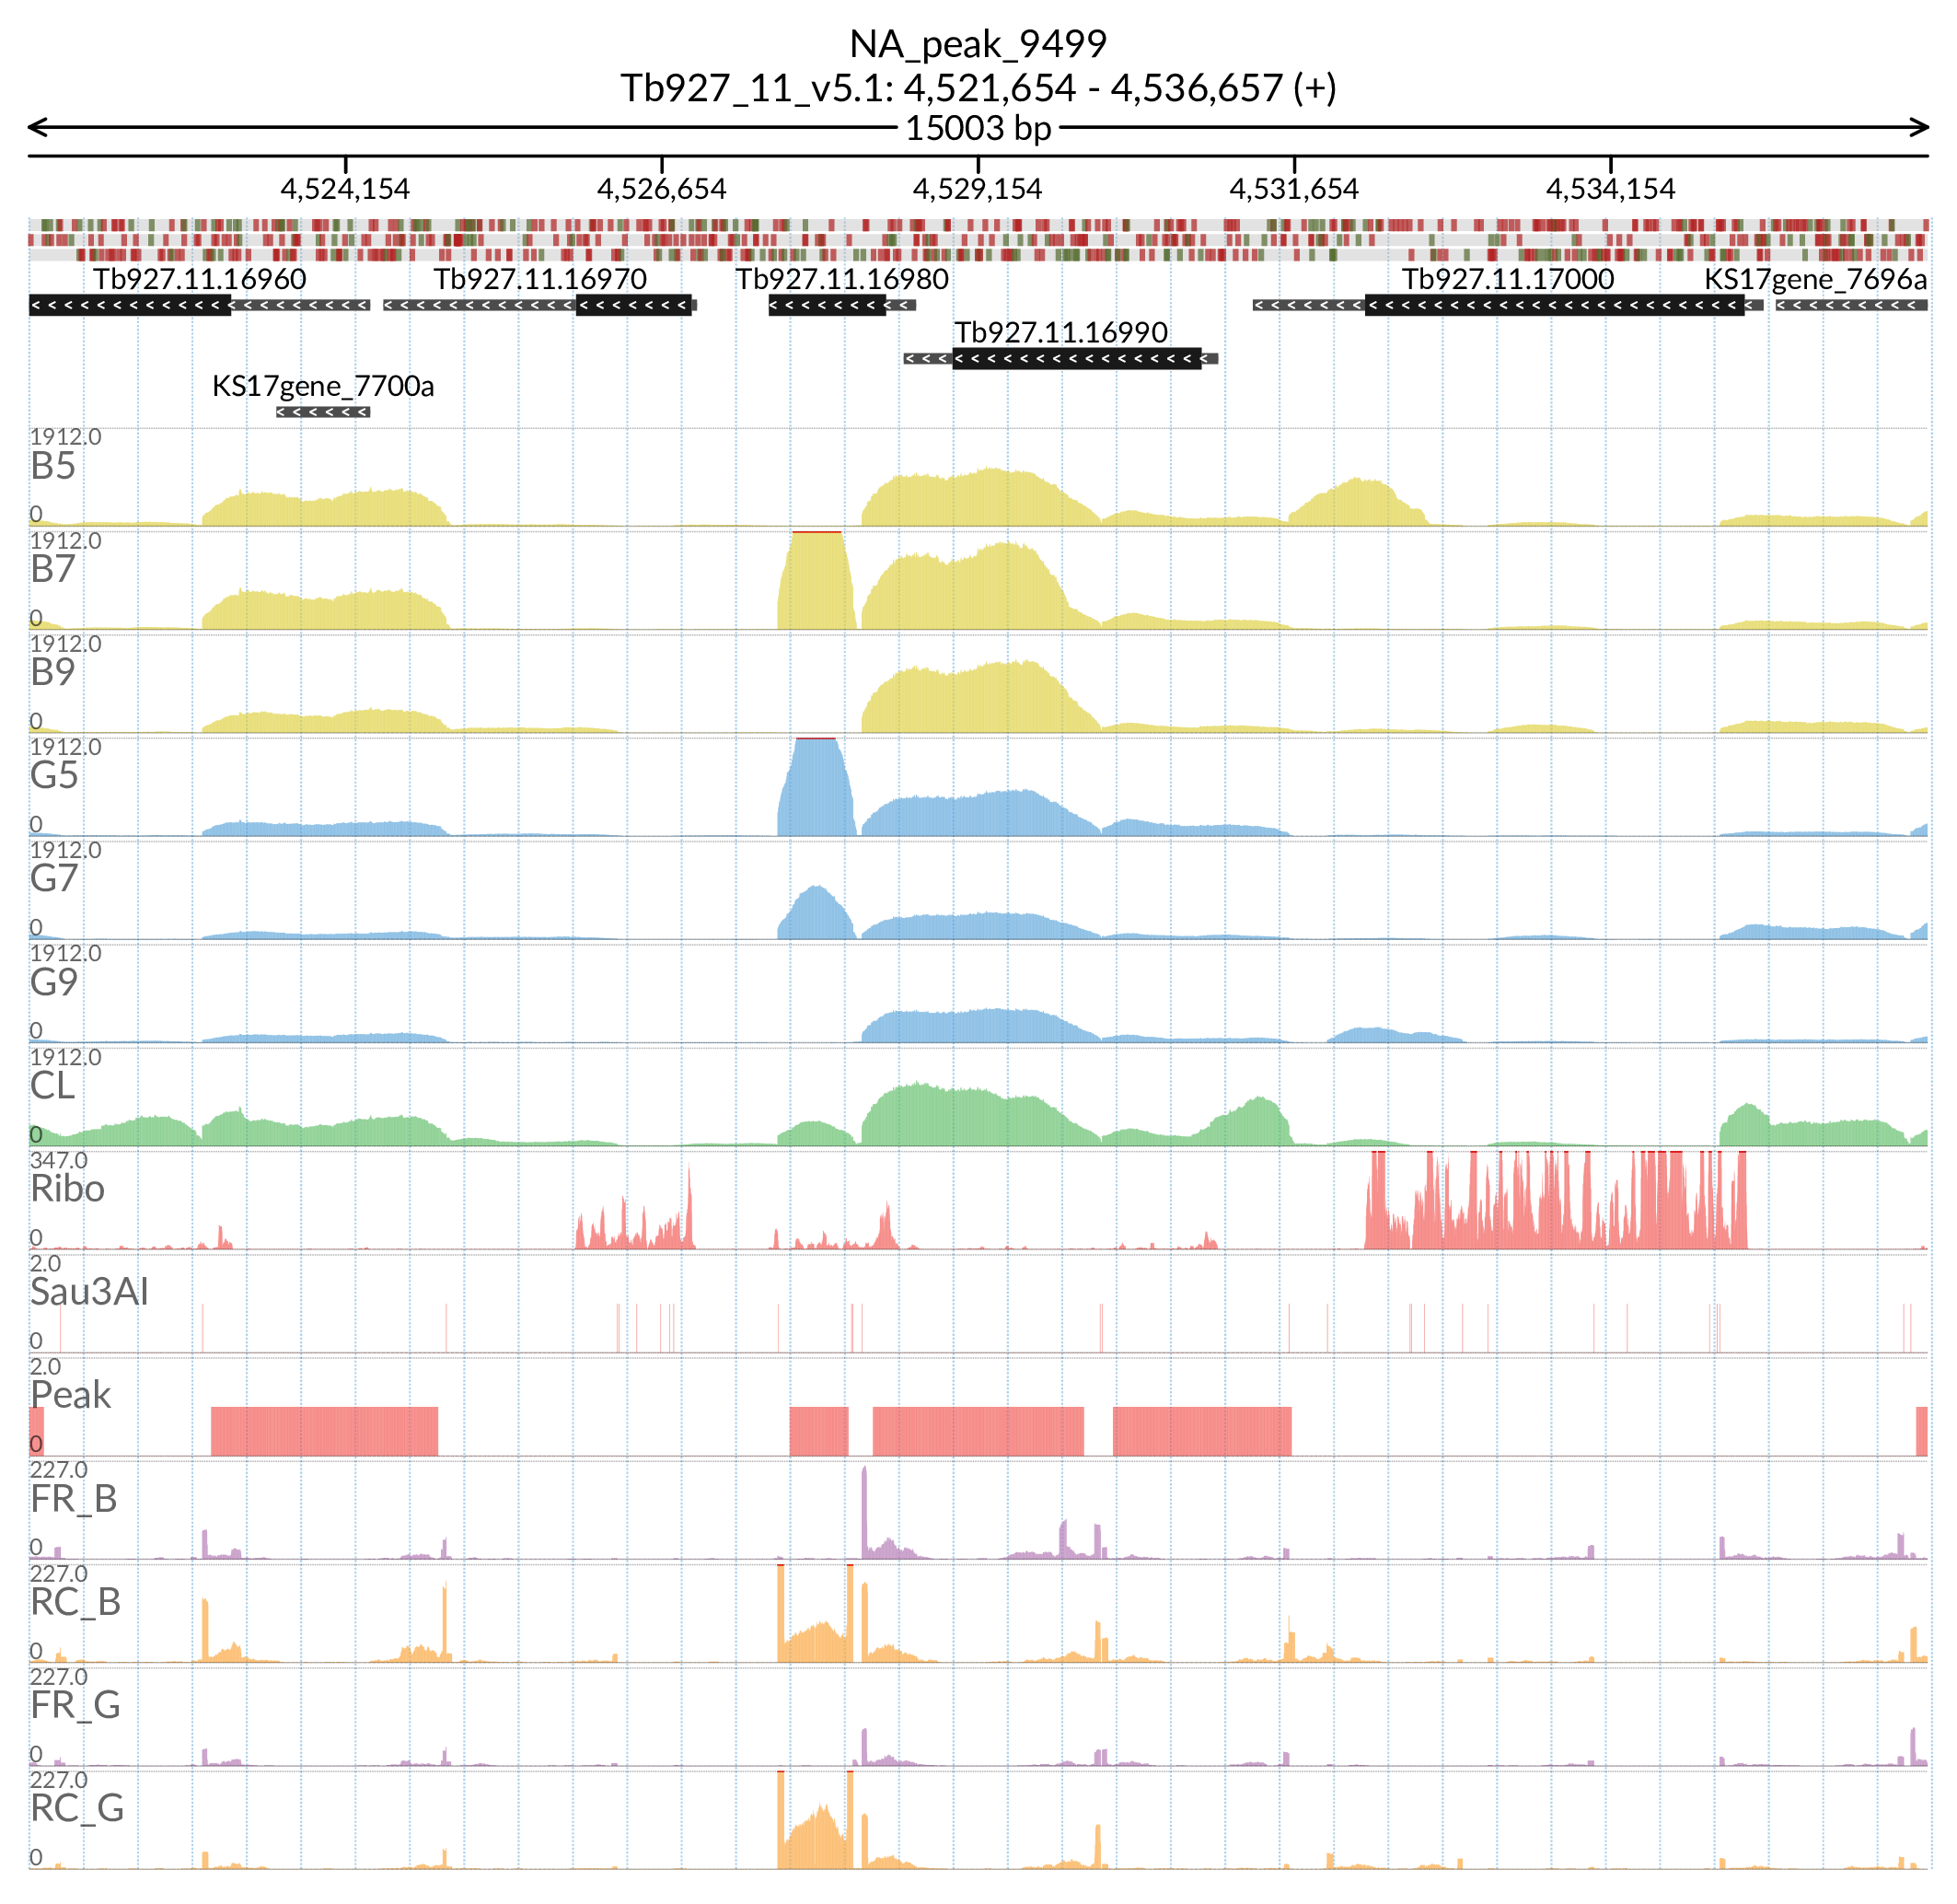 NA_peak_9499
Tb927_11_v5.1: 4,521,654 - 4,536,657 (+)
15003 bp
4,524,154 4,526,654 4,529,154 4,531,654 4,534,154
Tb927.11.16960 Tb927.11.16970 Tb927.11.16980 Tb927.11.17000 KS17gene_7696a
Tb927.11.16990
KS17gene_7700a
1912.0
B5
0
1912.0
B7
0
1912.0
B9
0
1912.0
G5
0
1912.0
G7
0
1912.0
G9
0
1912.0
CL
0
347.0
Ribo
0
2.0
Sau3AI
0
2.0
Peak
0
227.0
FR_B
0
227.0
RC_B
0
227.0
FR_G
0
227.0
RC_G
0